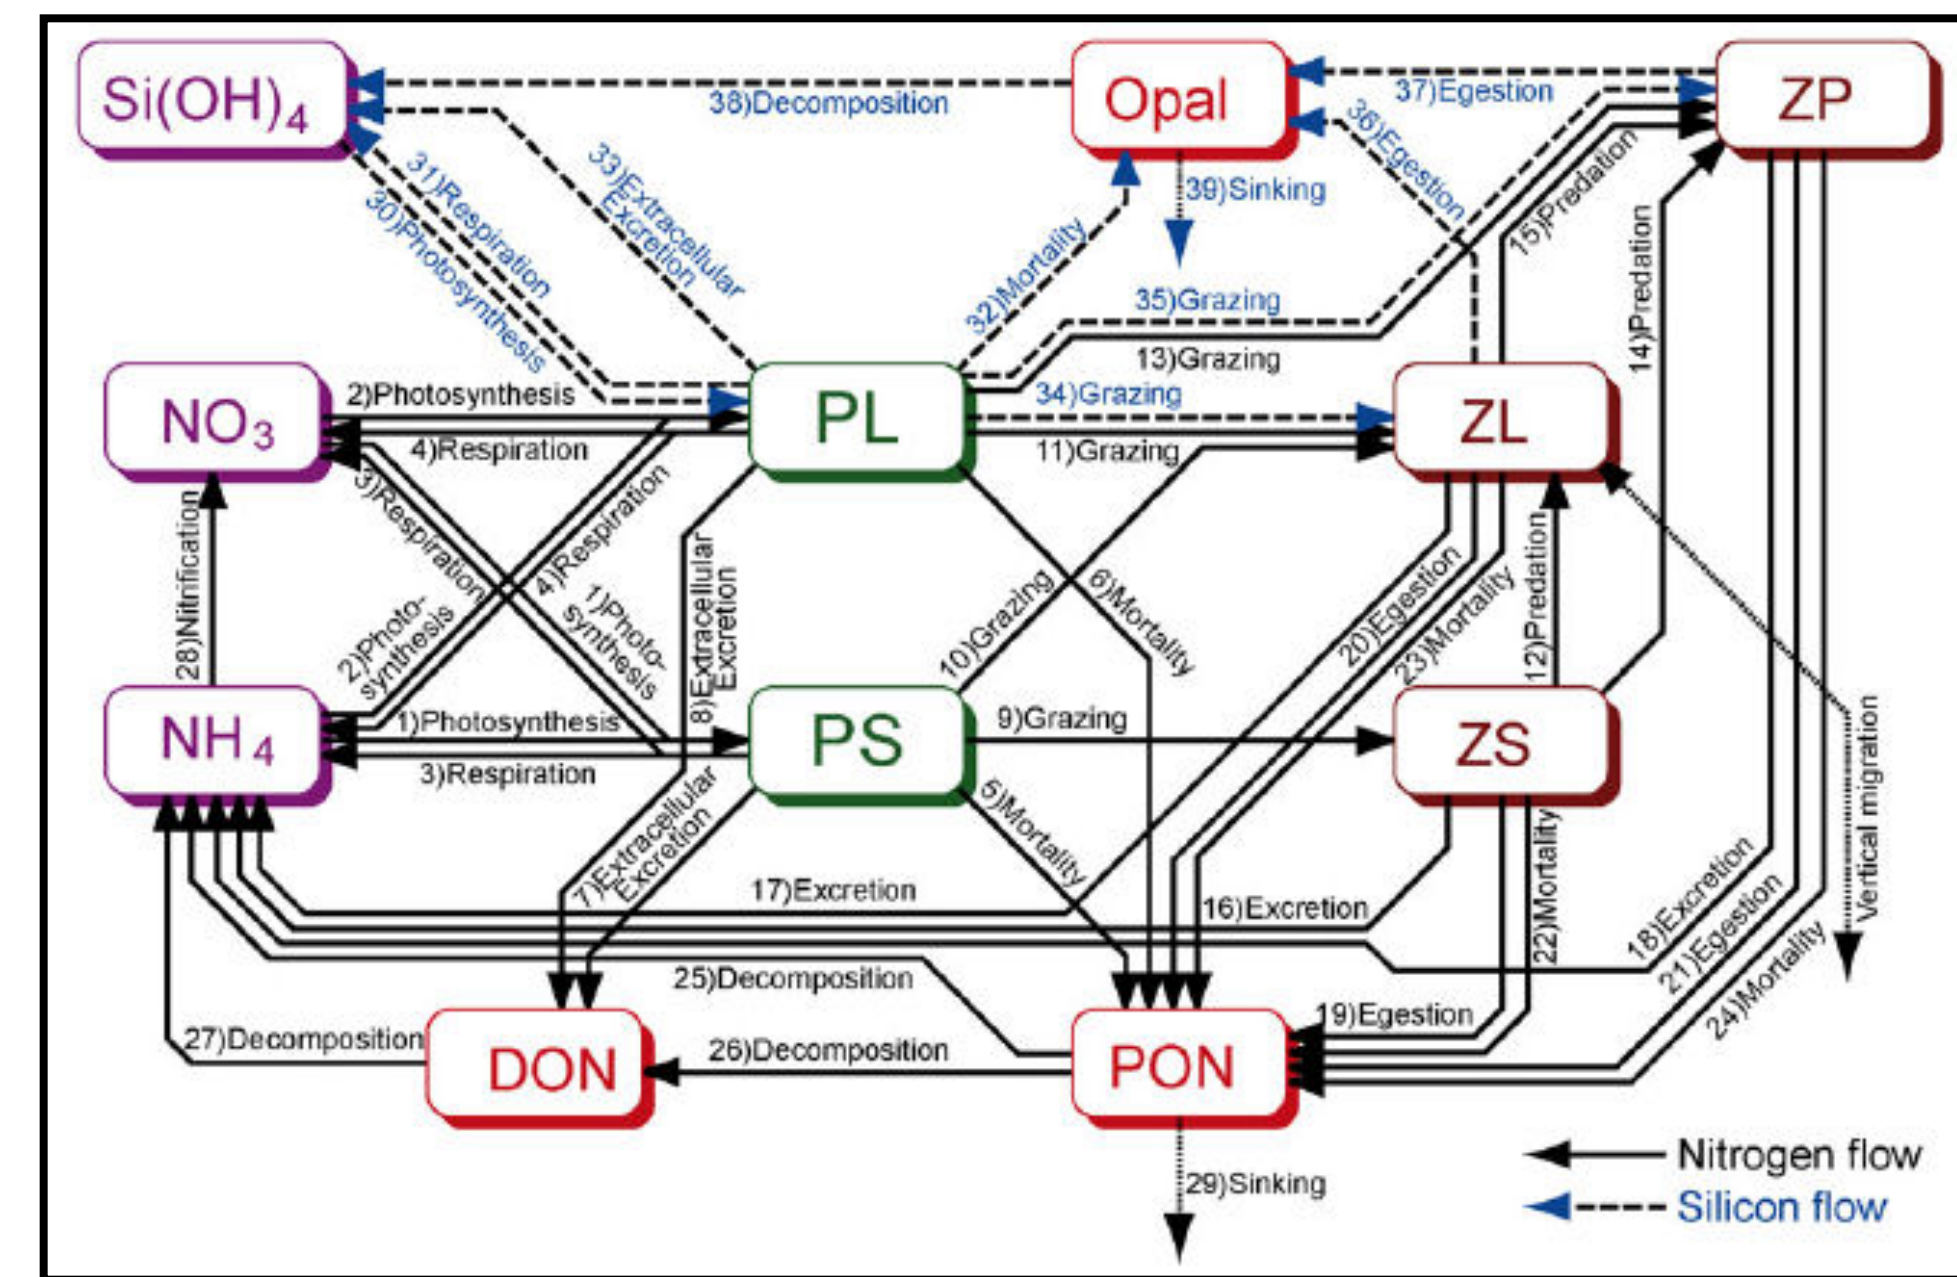 Si(OH)4
Opal
ZP
38)Decomposition
37)Egestion
36)Egestion
39)Sinking
33)Extracellular
Excretion
31)Respiration
30)Photosynthesis
32)Mortality
35)Grazing
13)Grazing
15)Predation
14)Predation
NO3
2)Photosynthesis
4)Respiration
PL
34)Grazing
11)Grazing
ZL
3)Respiration
4)Respiration
28)Nitrification
2)Photo-
synthesis
1)Photo-
synthesis
8)Extracellular
Excretion
10)Grazing
6)Mortality
20)Egestion
23)Mortality
12)Predation
Vertical migration
NH4
1)Photosynthesis
3)Respiration
PS
9)Grazing
ZS
5)Mortality
7)Extracellular
Excretion
17)Excretion
16)Excretion
22)Mortality
18)Excretion
21)Egestion
24)Mortality
25)Decomposition
27)Decomposition
DON
26)Decomposition
PON
19)Egestion
29)Sinking
Nitrogen flow
Silicon flow